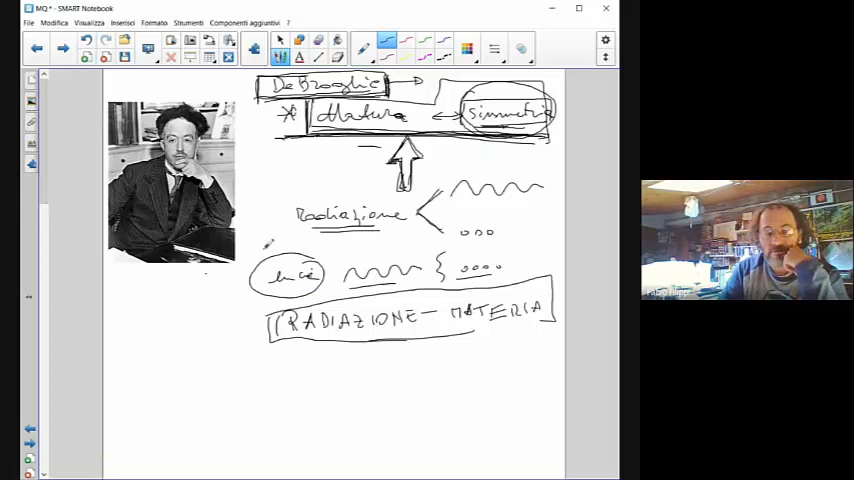 MQ * - SMART Notebook
File Modifica Visualizza Inserisci Formato Strumenti Componenti aggiuntivi ?
De Broglie
* Natura ↔ simmetria
Radiazione
luce
RADIAZIONE - MATERIA